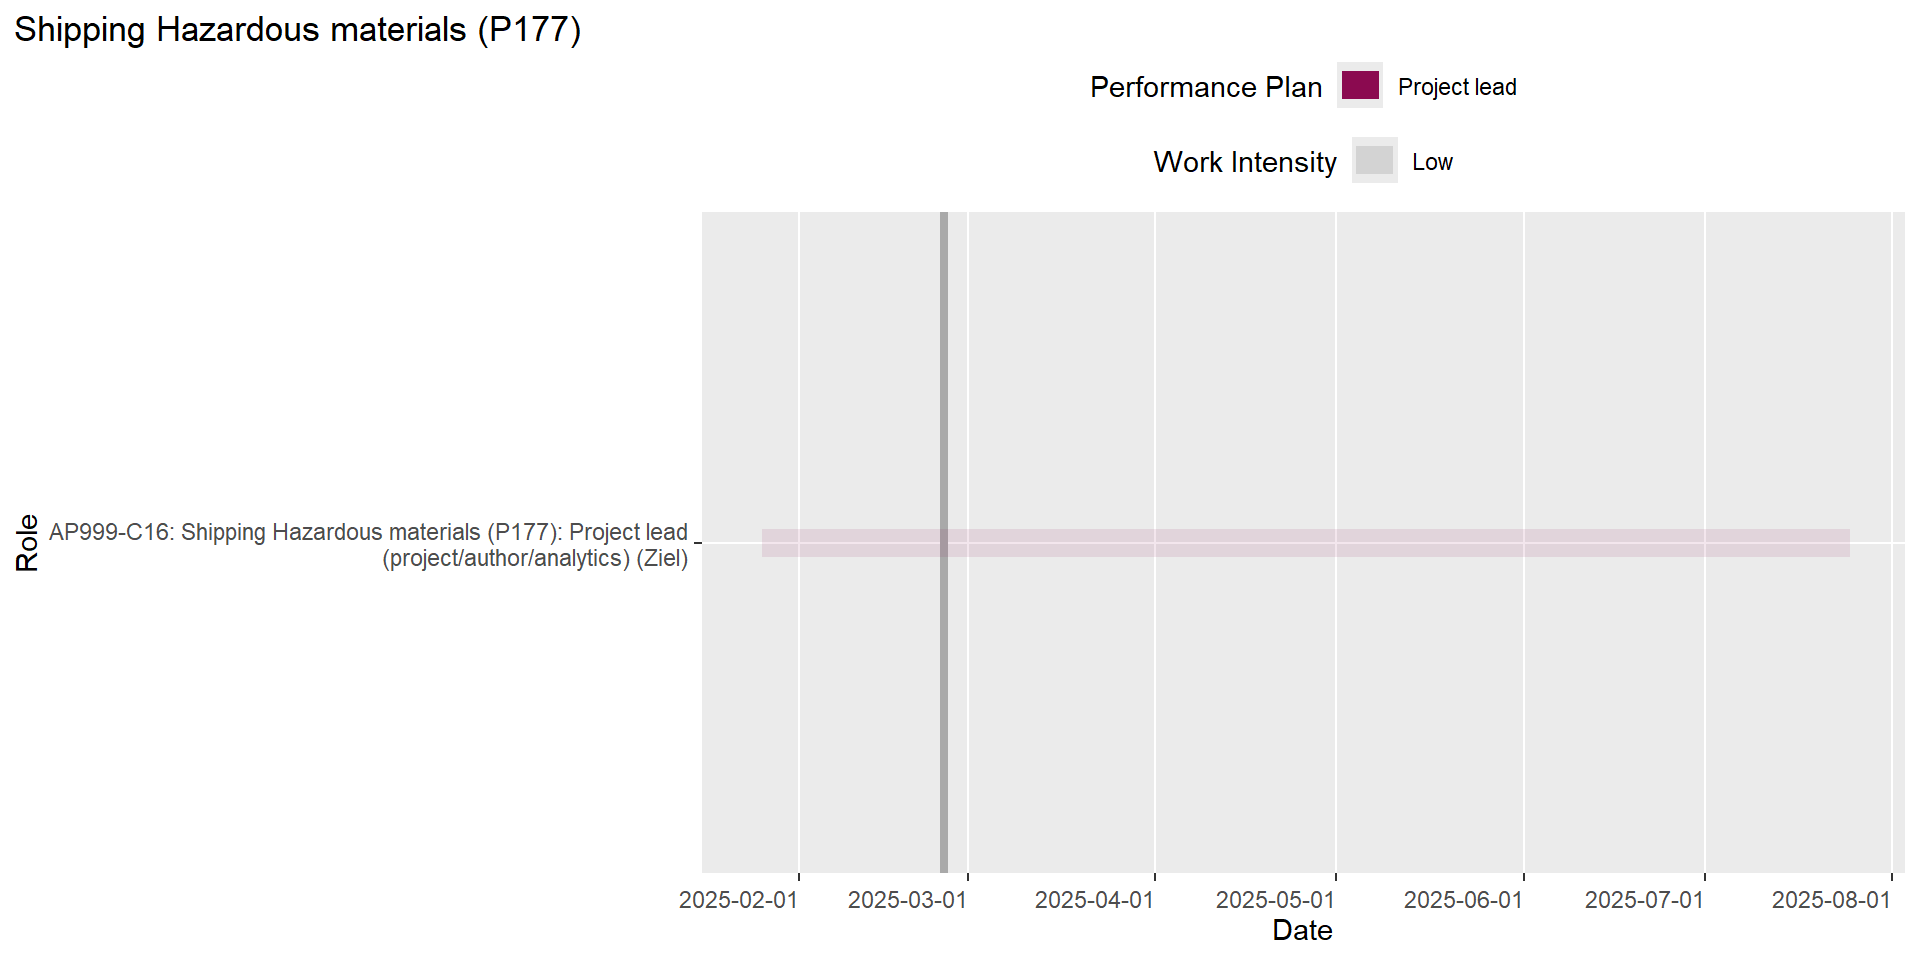 Shipping Hazardous materials (P177)
Performance Plan
Project lead
Work Intensity
Low
Role
AP999-C16: Shipping Hazardous materials (P177): Project lead
(project/author/analytics) (Ziel)
2025-02-01
2025-03-01
2025-04-01
2025-05-01
2025-06-01
2025-07-01
2025-08-01
Date